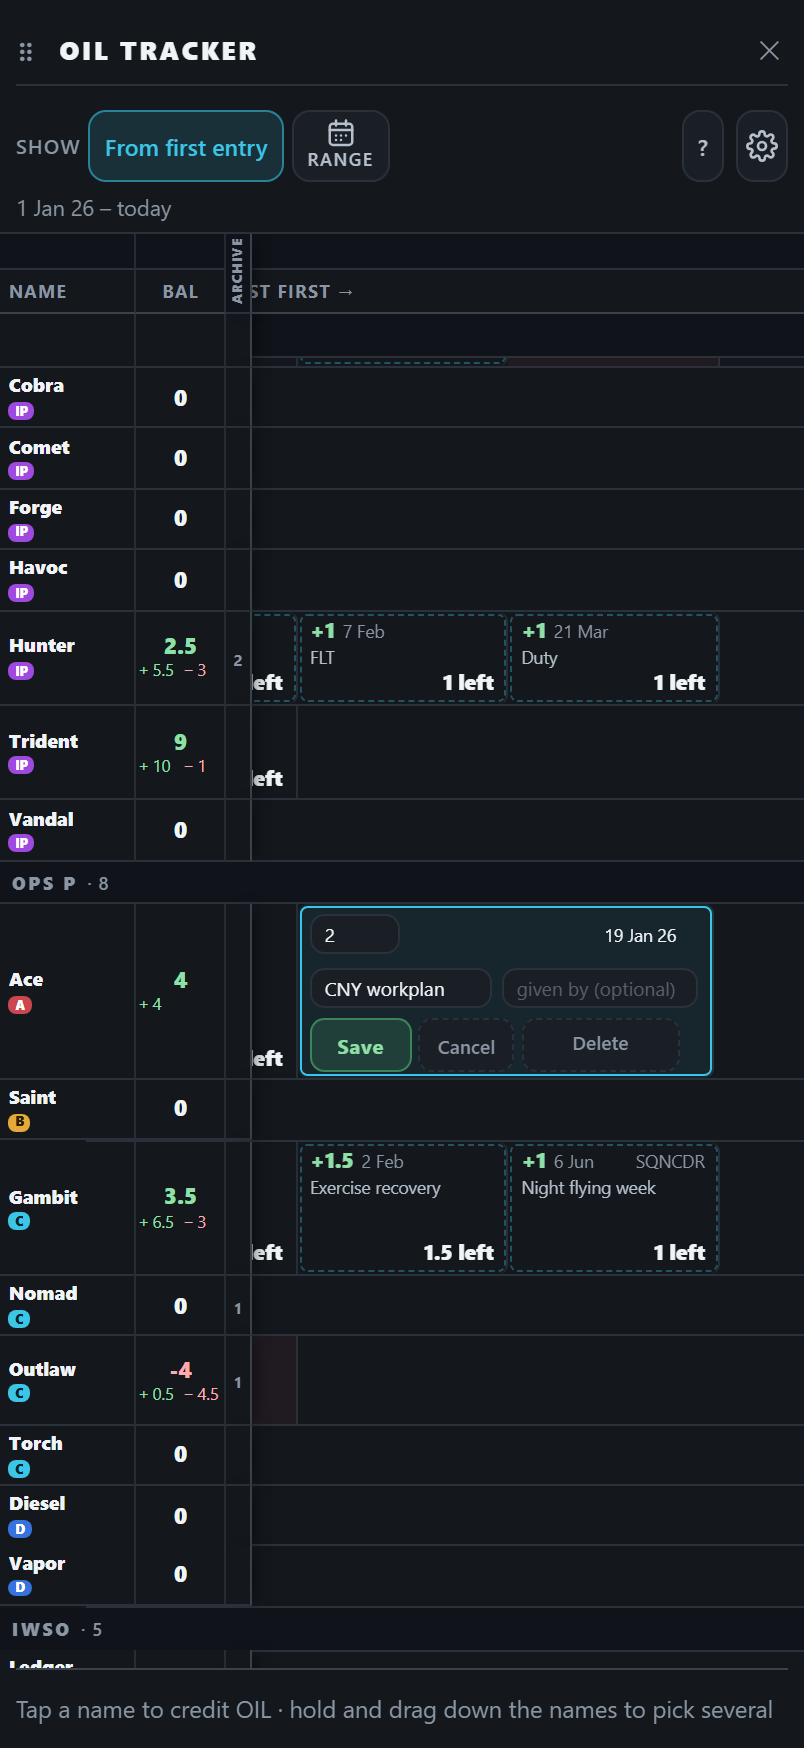 OIL TRACKER
SHOW From first entry RANGE ?
1 Jan 26 – today
NAME BAL ARCHIVE ST FIRST →
Cobra 0
IP
Comet 0
IP
Forge 0
IP
Havoc 0
IP
Hunter 2.5 2 +1 7 Feb +1 21 Mar
IP + 5.5 − 3 FLT Duty
left 1 left 1 left
Trident 9
IP + 10 − 1 left
Vandal 0
IP
OPS P · 8
2 19 Jan 26
Ace 4 CNY workplan given by (optional)
A + 4 left Save Cancel Delete
Saint 0
B
Gambit 3.5 +1.5 2 Feb +1 6 Jun SQNCDR
C + 6.5 − 3 Exercise recovery Night flying week
left 1.5 left 1 left
Nomad 0 1
C
Outlaw -4 1
C + 0.5 − 4.5
Torch 0
C
Diesel 0
D
Vapor 0
D
IWSO · 5
Ledger
Tap a name to credit OIL · hold and drag down the names to pick several